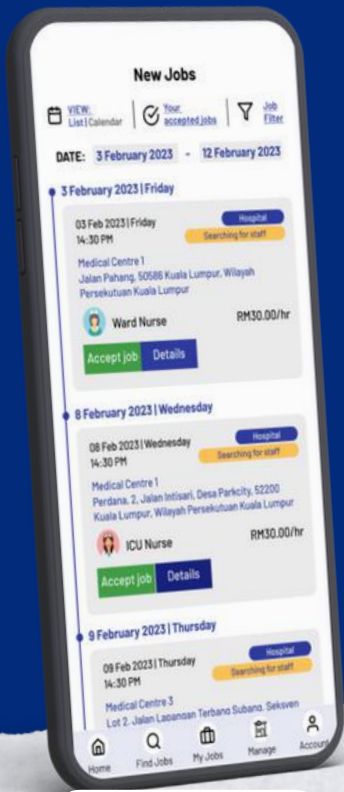 New Jobs
VIEW:
List | Calendar
Your
accepted jobs
Job
Filter
DATE: 3 February 2023 - 12 February 2023
3 February 2023 | Friday
03 Feb 2023 | Friday
14:30 PM
Hospital
Searching for staff
Medical Centre 1
Jalan Pahang, 50586 Kuala Lumpur, Wilayah
Persekutuan Kuala Lumpur
Ward Nurse
RM30.00/hr
Accept job
Details
8 February 2023 | Wednesday
08 Feb 2023 | Wednesday
14:30 PM
Hospital
Searching for staff
Medical Centre 1
Perdana, 2, Jalan Intisari, Desa Parkcity, 52200
Kuala Lumpur, Wilayah Persekutuan Kuala Lumpur
ICU Nurse
RM30.00/hr
Accept job
Details
9 February 2023 | Thursday
09 Feb 2023 | Thursday
14:30 PM
Hospital
Searching for staff
Medical Centre 3
Lot 2, Jalan Lapangan Terbang Subang, Seksyen
Home
Find Jobs
My Jobs
Manage
Account